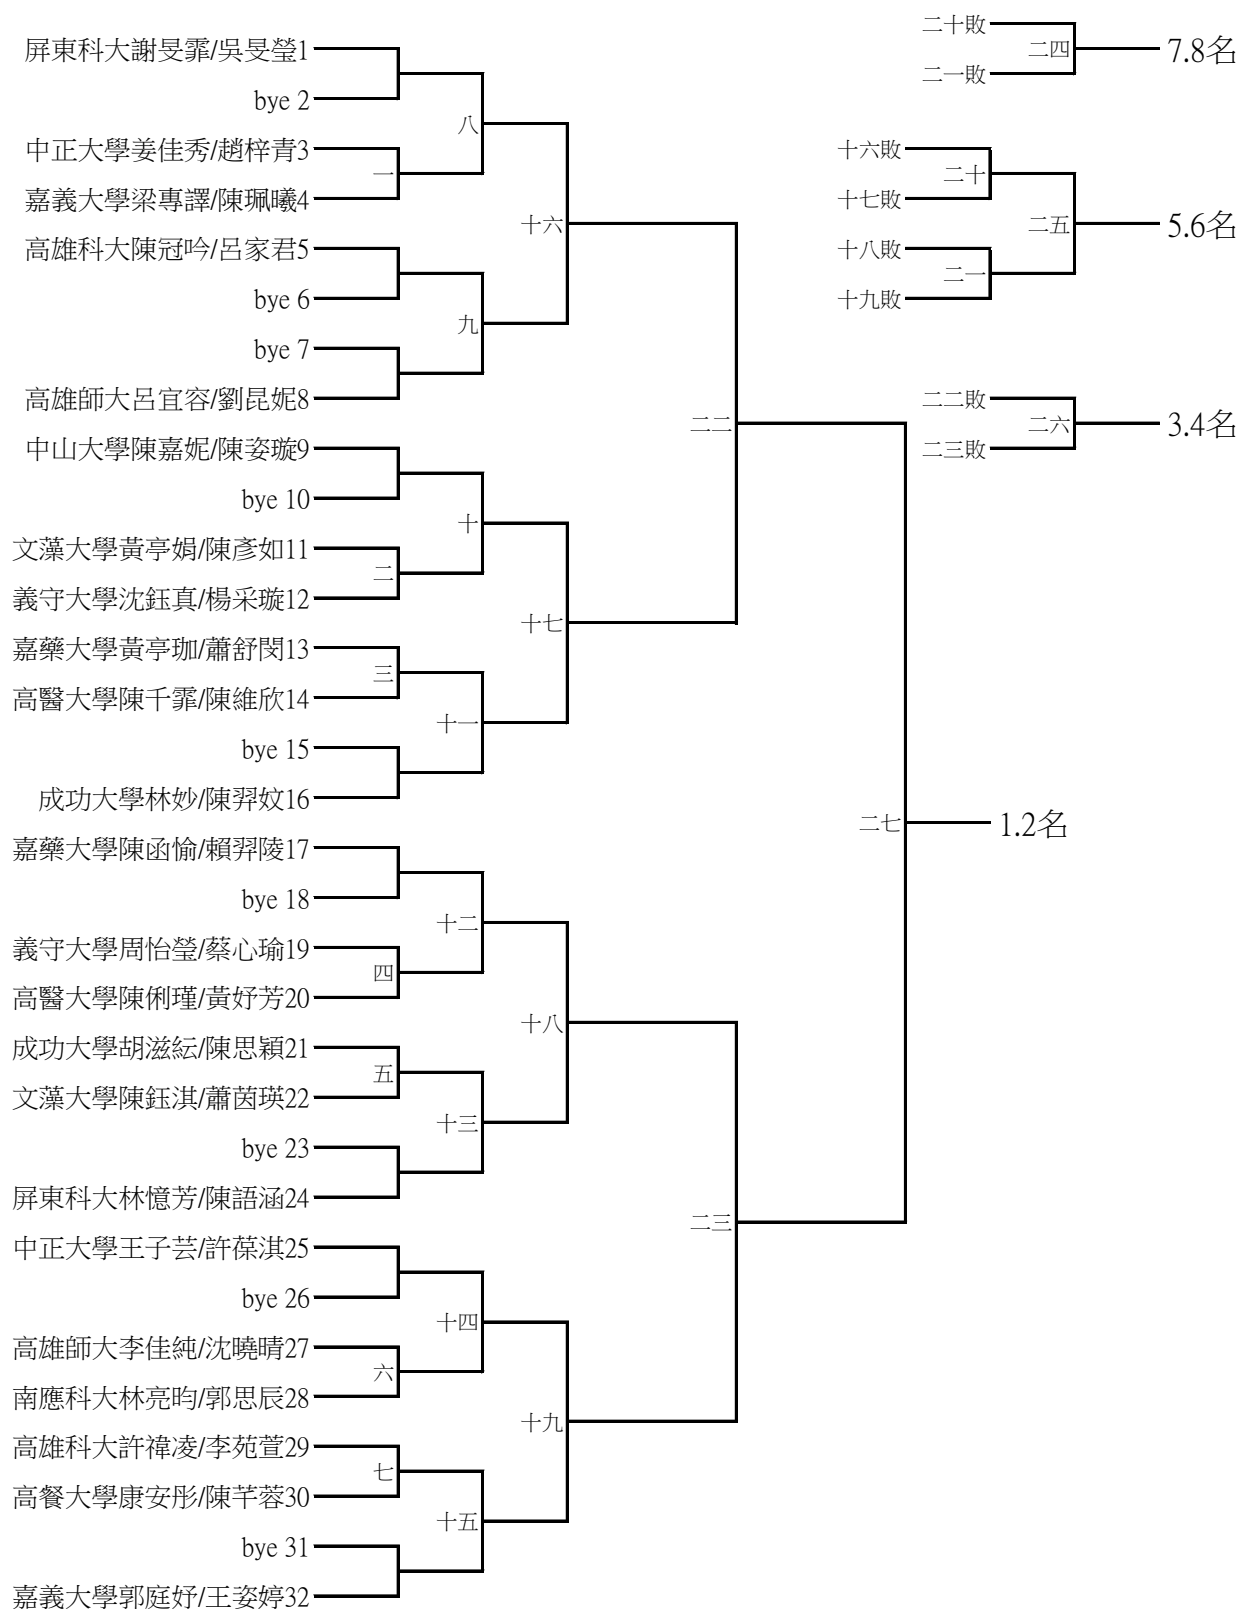 屏東科大謝旻霏/吳旻瑩1
bye 2
中正大學姜佳秀/趙梓青3
嘉義大學梁專譯/陳珮曦4
高雄科大陳冠吟/呂家君5
bye 6
bye 7
高雄師大呂宜容/劉昆妮8
中山大學陳嘉妮/陳姿璇9
bye 10
文藻大學黃亭娟/陳彥如11
義守大學沈鈺真/楊采璇12
嘉藥大學黃亭珈/蕭舒閔13
高醫大學陳千霏/陳維欣14
bye 15
成功大學林妙/陳羿妏16
嘉藥大學陳函愉/賴羿陵17
bye 18
義守大學周怡瑩/蔡心瑜19
高醫大學陳俐瑾/黃妤芳20
成功大學胡滋紜/陳思穎21
文藻大學陳鈺淇/蕭茵瑛22
bye 23
屏東科大林憶芳/陳語涵24
中正大學王子芸/許葆淇25
bye 26
高雄師大李佳純/沈曉晴27
南應科大林亮昀/郭思辰28
高雄科大許禕凌/李苑萱29
高餐大學康安彤/陳芊蓉30
bye 31
嘉義大學郭庭妤/王姿婷32
一
二
三
四
五
六
七
八
九
十
十一
十二
十三
十四
十五
十六
十七
十八
十九
二二
二三
二七
1.2名
二十敗
二四
7.8名
二一敗
十六敗
二十
十七敗
二五
5.6名
十八敗
二一
十九敗
二二敗
二六
3.4名
二三敗